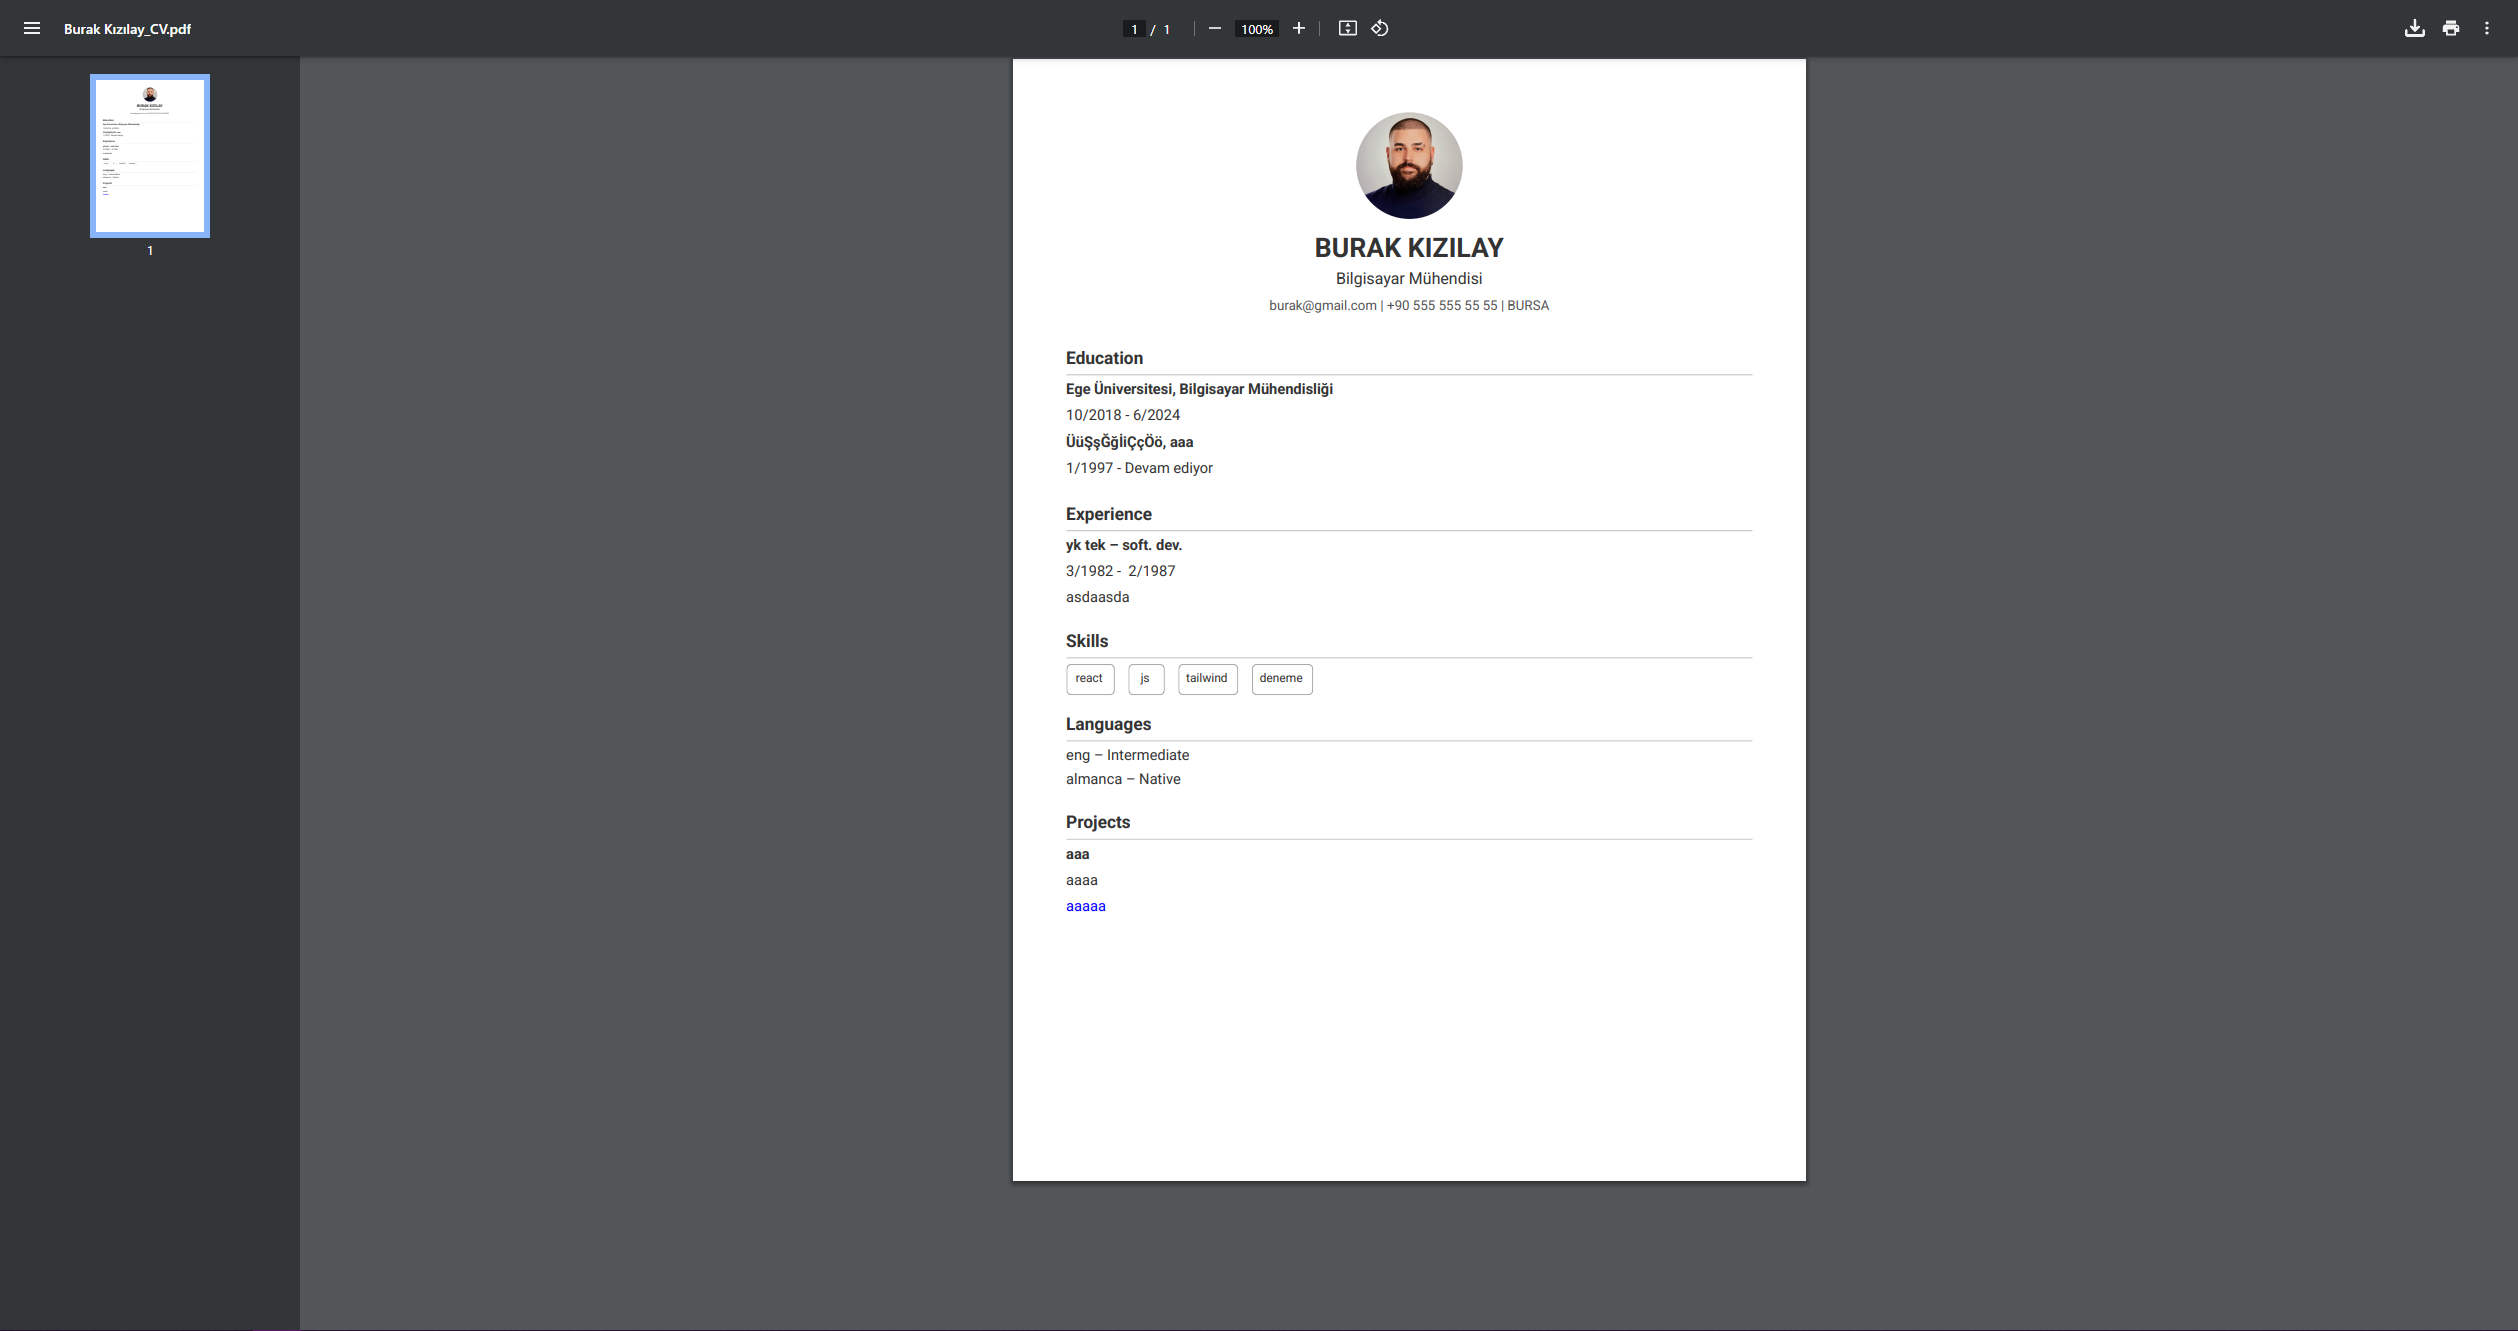 Burak Kızılay_CV.pdf
1 / 1
100%
1
BURAK KIZILAY
Bilgisayar Mühendisi
burak@gmail.com | +90 555 555 55 55 | BURSA
Education
Ege Üniversitesi, Bilgisayar Mühendisliği
10/2018 - 6/2024
ÜüŞşĞğİiÇçÖö, aaa
1/1997 - Devam ediyor
Experience
yk tek – soft. dev.
3/1982 - 2/1987
asdaasda
Skills
react js tailwind deneme
Languages
eng – Intermediate
almanca – Native
Projects
aaa
aaaa
aaaaa